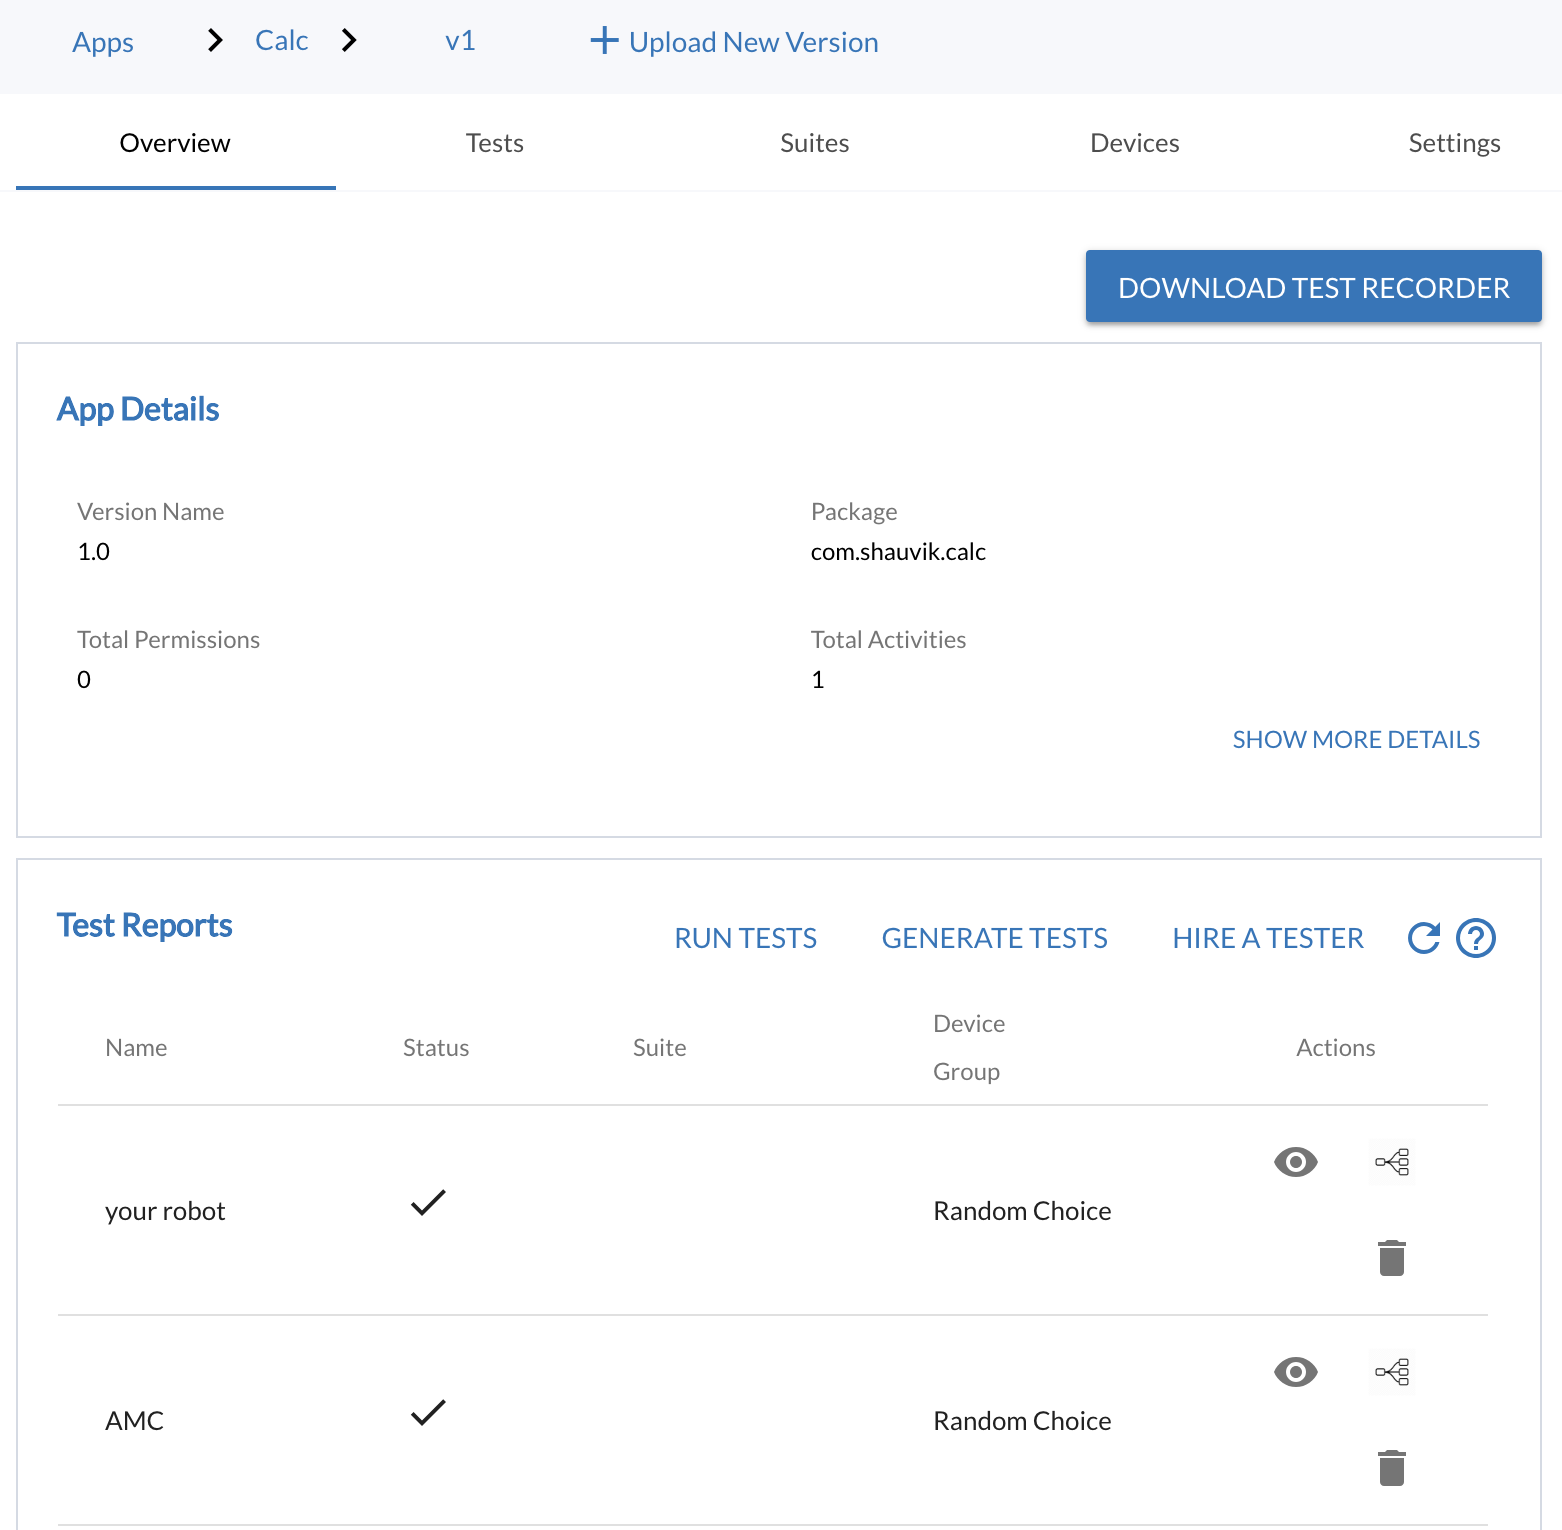 Apps
Calc
v1
Upload New Version
Overview
Tests
Suites
Devices
Settings
DOWNLOAD TEST RECORDER
App Details
Version Name
1.0
Package
com.shauvik.calc
Total Permissions
0
Total Activities
1
SHOW MORE DETAILS
Test Reports
RUN TESTS
GENERATE TESTS
HIRE A TESTER
Name
Status
Suite
Device
Group
Actions
your robot
Random Choice
AMC
Random Choice